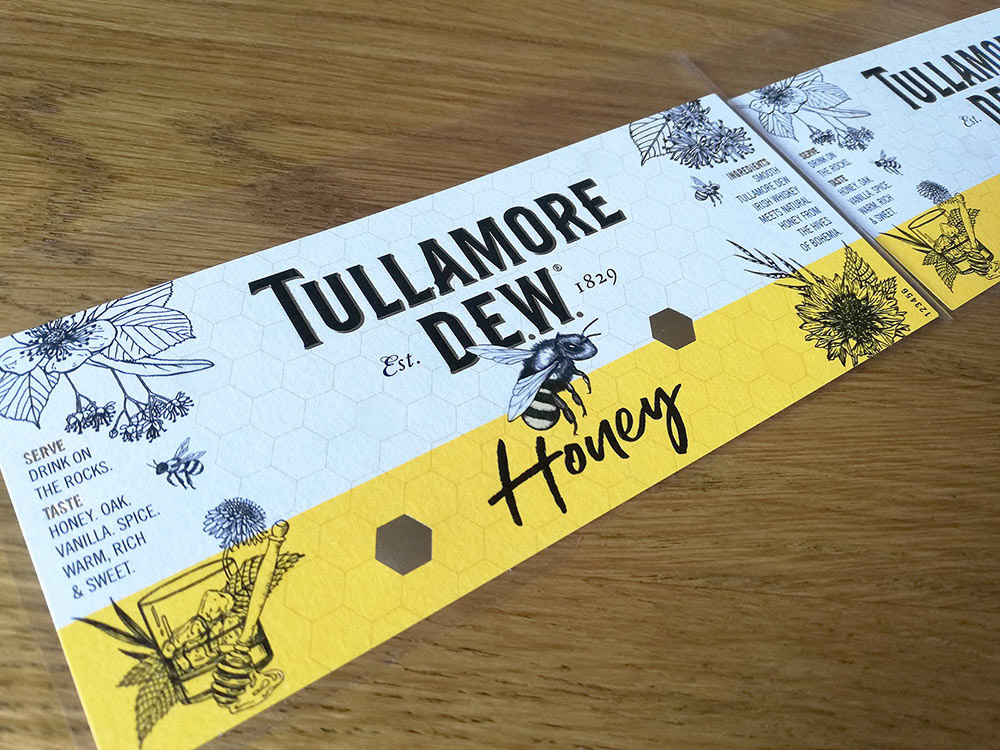 TULLAMORE
D.E.W.®
Est. 1829
Honey
SERVE
DRINK ON
THE ROCKS.
TASTE
HONEY. OAK.
VANILLA. SPICE.
WARM, RICH
& SWEET.
INGREDIENTS
SMOOTH
TULLAMORE DEW
IRISH WHISKEY
MEETS NATURAL
HONEY FROM
THE HIVES
OF BOHEMIA.
123456
SERVE
DRINK ON
THE ROCKS.
TASTE
HONEY. OAK.
VANILLA. SPICE.
WARM, RICH
& SWEET.
TULLAMO
D.E
Est.